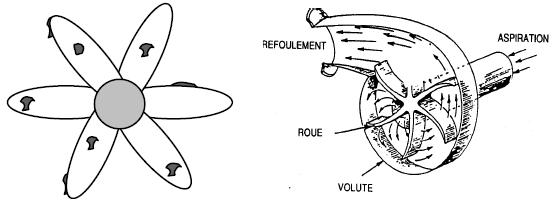 REFOULEMENT
ASPIRATION
ROUE
VOLUTE